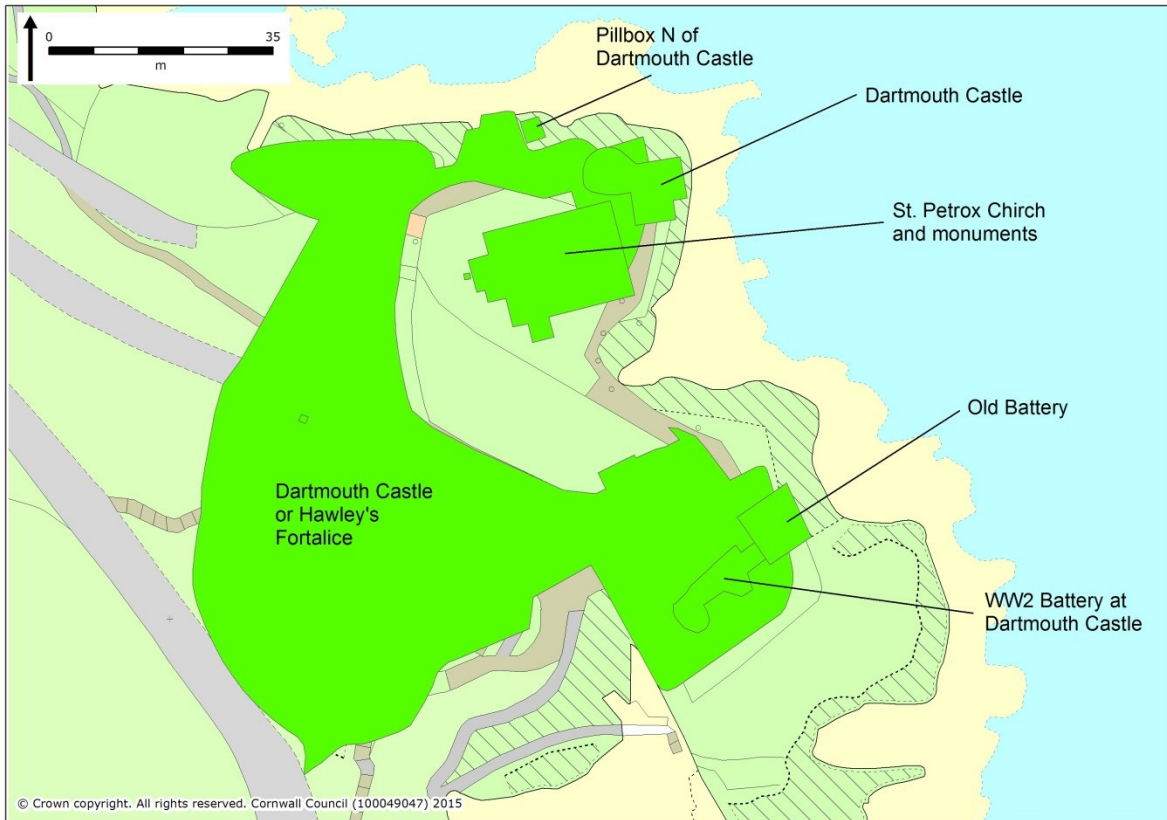 0 35
m
Pillbox N of
Dartmouth Castle
Dartmouth Castle
St. Petrox Chirch
and monuments
Old Battery
Dartmouth Castle
or Hawley's
Fortalice
WW2 Battery at
Dartmouth Castle
© Crown copyright. All rights reserved. Cornwall Council (100049047) 2015